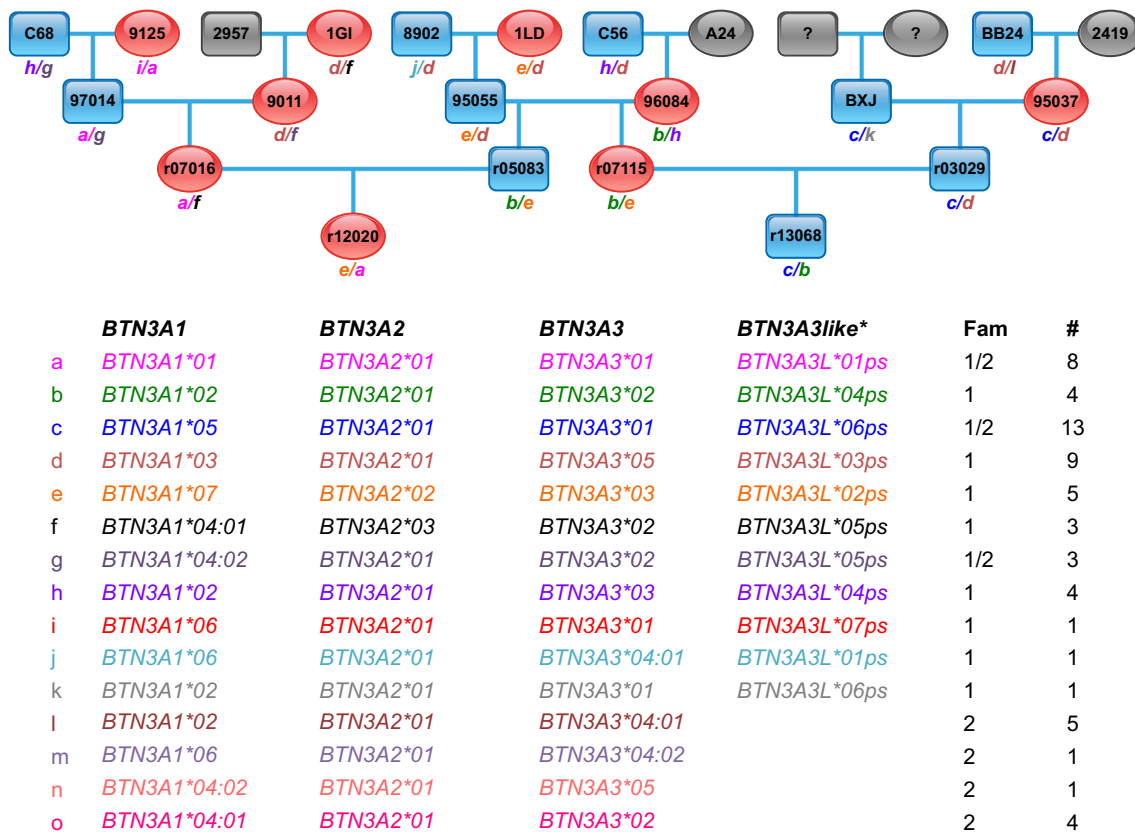 C68 9125 2957 1GI 8902 1LD C56 A24 ? ? BB24 2419
h/g i/a d/f j/d e/d h/d d/l
97014 9011 95055 96084 BXJ 95037
a/g d/f e/d b/h c/k c/d
r07016 r05083 r07115 r03029
a/f b/e b/e c/d
r12020 r13068
e/a c/b
BTN3A1 BTN3A2 BTN3A3 BTN3A3like* Fam #
a BTN3A1*01 BTN3A2*01 BTN3A3*01 BTN3A3L*01ps 1/2 8
b BTN3A1*02 BTN3A2*01 BTN3A3*02 BTN3A3L*04ps 1 4
c BTN3A1*05 BTN3A2*01 BTN3A3*01 BTN3A3L*06ps 1/2 13
d BTN3A1*03 BTN3A2*01 BTN3A3*05 BTN3A3L*03ps 1 9
e BTN3A1*07 BTN3A2*02 BTN3A3*03 BTN3A3L*02ps 1 5
f BTN3A1*04:01 BTN3A2*03 BTN3A3*02 BTN3A3L*05ps 1 3
g BTN3A1*04:02 BTN3A2*01 BTN3A3*02 BTN3A3L*05ps 1/2 3
h BTN3A1*02 BTN3A2*01 BTN3A3*03 BTN3A3L*04ps 1 4
i BTN3A1*06 BTN3A2*01 BTN3A3*01 BTN3A3L*07ps 1 1
j BTN3A1*06 BTN3A2*01 BTN3A3*04:01 BTN3A3L*01ps 1 1
k BTN3A1*02 BTN3A2*01 BTN3A3*01 BTN3A3L*06ps 1 1
l BTN3A1*02 BTN3A2*01 BTN3A3*04:01 2 5
m BTN3A1*06 BTN3A2*01 BTN3A3*04:02 2 1
n BTN3A1*04:02 BTN3A2*01 BTN3A3*05 2 1
o BTN3A1*04:01 BTN3A2*01 BTN3A3*02 2 4